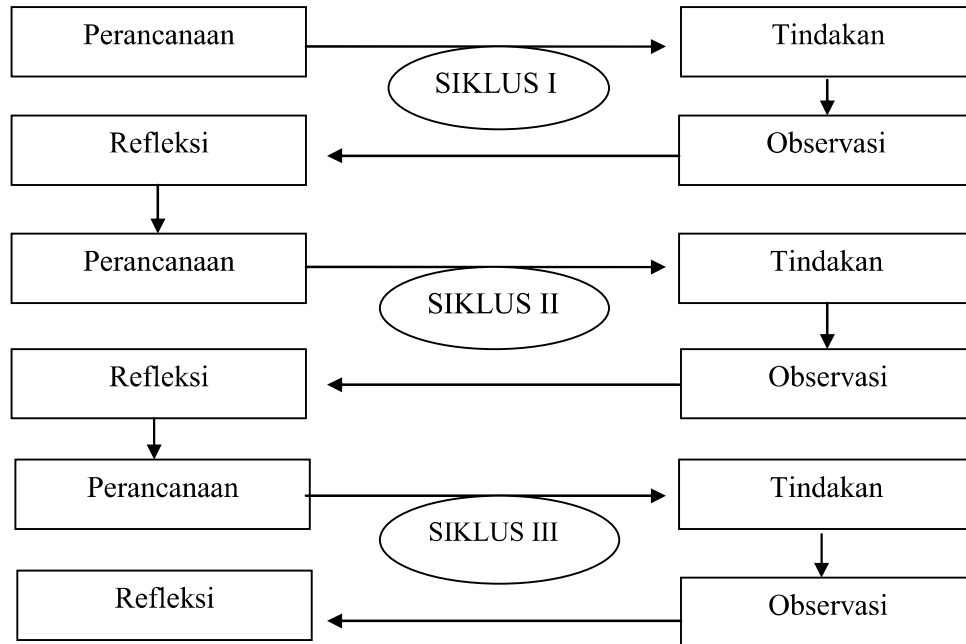 Perancanaan
SIKLUS I
Tindakan
Refleksi
Observasi
Perancanaan
SIKLUS II
Tindakan
Refleksi
Observasi
Perancanaan
SIKLUS III
Tindakan
Refleksi
Observasi